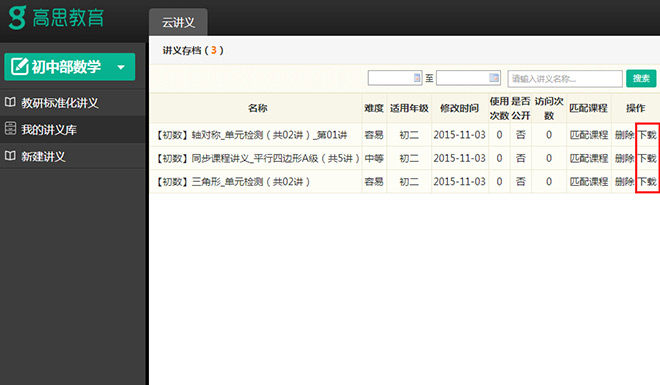 高思教育
云讲义
讲义存档（3）
初中部数学
教研标准化讲义
我的讲义库
新建讲义
至 请输入讲义名称... 搜索
名称 难度 适用年级 修改时间 使用次数 是否公开 访问次数 匹配课程 操作
【初数】轴对称_单元检测（共02讲）_第01讲 容易 初二 2015-11-03 0 否 0 匹配课程 删除 下载
【初数】同步课程讲义_平行四边形A级（共5讲） 中等 初二 2015-11-03 0 否 0 匹配课程 删除 下载
【初数】三角形_单元检测（共02讲） 容易 初二 2015-11-03 0 否 0 匹配课程 删除 下载